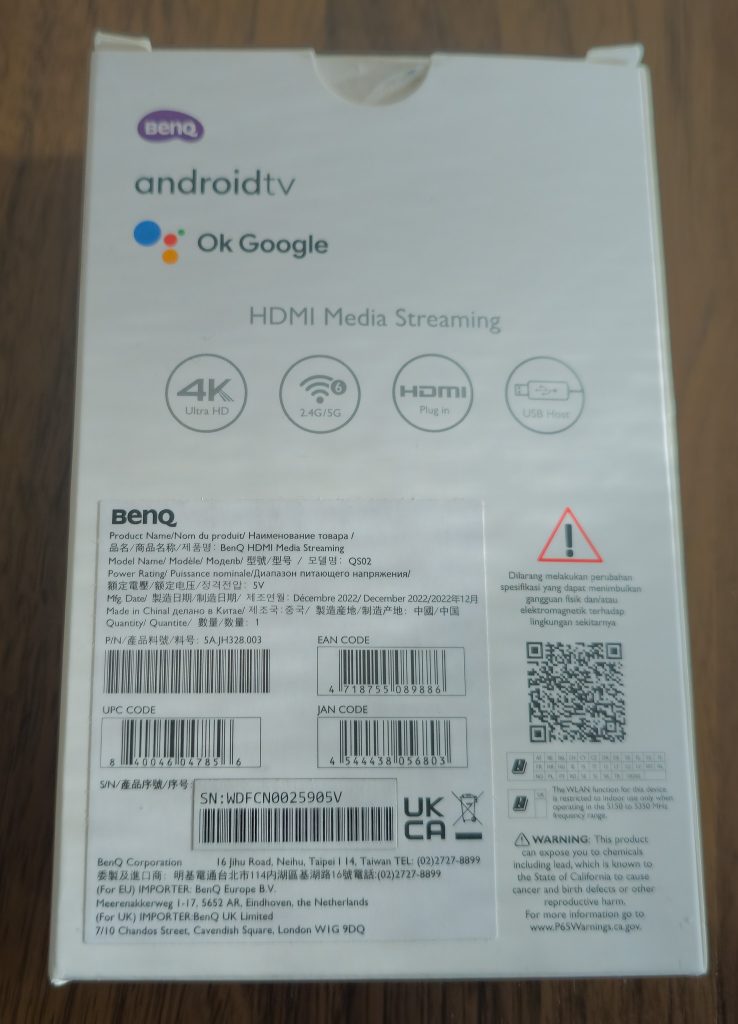 BenQ
androidtv
Ok Google
HDMI Media Streaming
4K
Ultra HD
6
2.4G/5G
HDMI
Plug in
USB Host
BenQ
Product Name/Nom du produit/ Наименование товара /
品名/商品名称/제품명: BenQ HDMI Media Streaming
Model Name/ Modèle/ Модель/ 型號/型号 / 모델명: QS02
Power Rating/ Puissance nominale/Диапазон питающего напряжения/
額定電壓/额定电压/정격전압: 5V
Mfg. Date/ 製造日期/制造日期/ 제조연월: Décembre 2022/ December 2022/2022年12月
Made in China/ делано в Китае/ 제조국:중국/ 製造産地/制造产地: 中國/中国
Quantity/ Quantite/ 數量/数量: 1
P/N/產品料號/料号: 5A.JH328.003
EAN CODE
4 718755 089886
UPC CODE
8 40046 04785 6
JAN CODE
4 544438 056803
S/N/產品序號/序号:
SN:WDFCN0025905V
UK
CA
BenQ Corporation 16 Jihu Road, Neihu, Taipei 114, Taiwan TEL: (02)2727-8899
委製及進口商: 明基電通台北市114內湖區基湖路16號電話:(02)2727-8899
(For EU) IMPORTER: BenQ Europe B.V.
Meerenakkerweg 1-17, 5652 AR, Eindhoven, the Netherlands
(For UK) IMPORTER:BenQ UK Limited
7/10 Chandos Street, Cavendish Square, London W1G 9DQ
Dilarang melakukan perubahan
spesifikasi yang dapat menimbulkan
gangguan fisik dan/atau
elektromagnetik terhadap
lingkungan sekitarnya
UK
The WLAN function for this device
is restricted to indoor use only when
operating in the 5150 to 5350 MHz
frequency range.
WARNING: This product
can expose you to chemicals
including lead, which is known to
the State of California to cause
cancer and birth defects or other
reproductive harm.
For more information go to
www.P65Warnings.ca.gov.